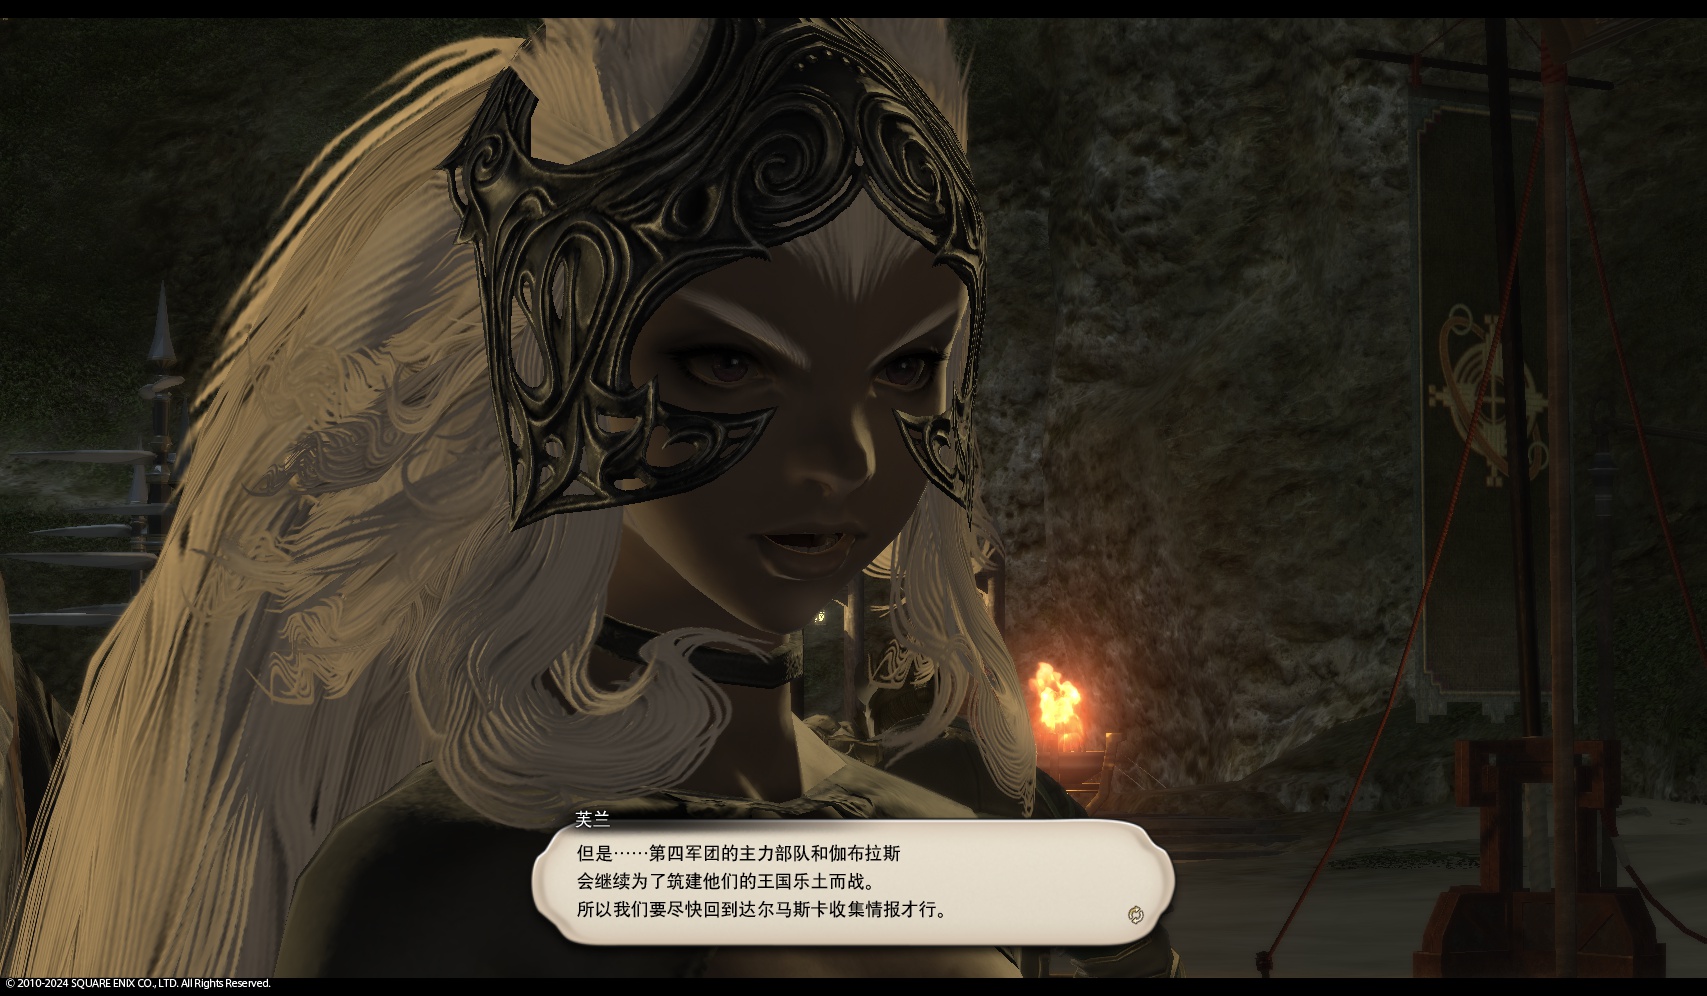 芙兰
但是……第四军团的主力部队和伽布拉斯
会继续为了筑建他们的王国乐土而战。
所以我们要尽快回到达尔马斯卡收集情报才行。
© 2010-2024 SQUARE ENIX CO., LTD. All Rights Reserved.